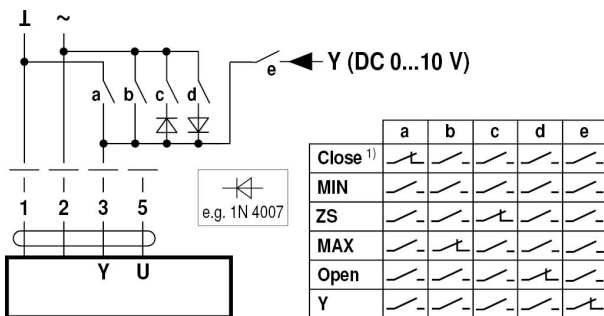 ⊥ ~
e Y (DC 0...10 V)
a b c d
a b c d e
Close 1)
MIN
ZS
MAX
Open
Y
e.g. 1N 4007
1 2 3 5
Y U